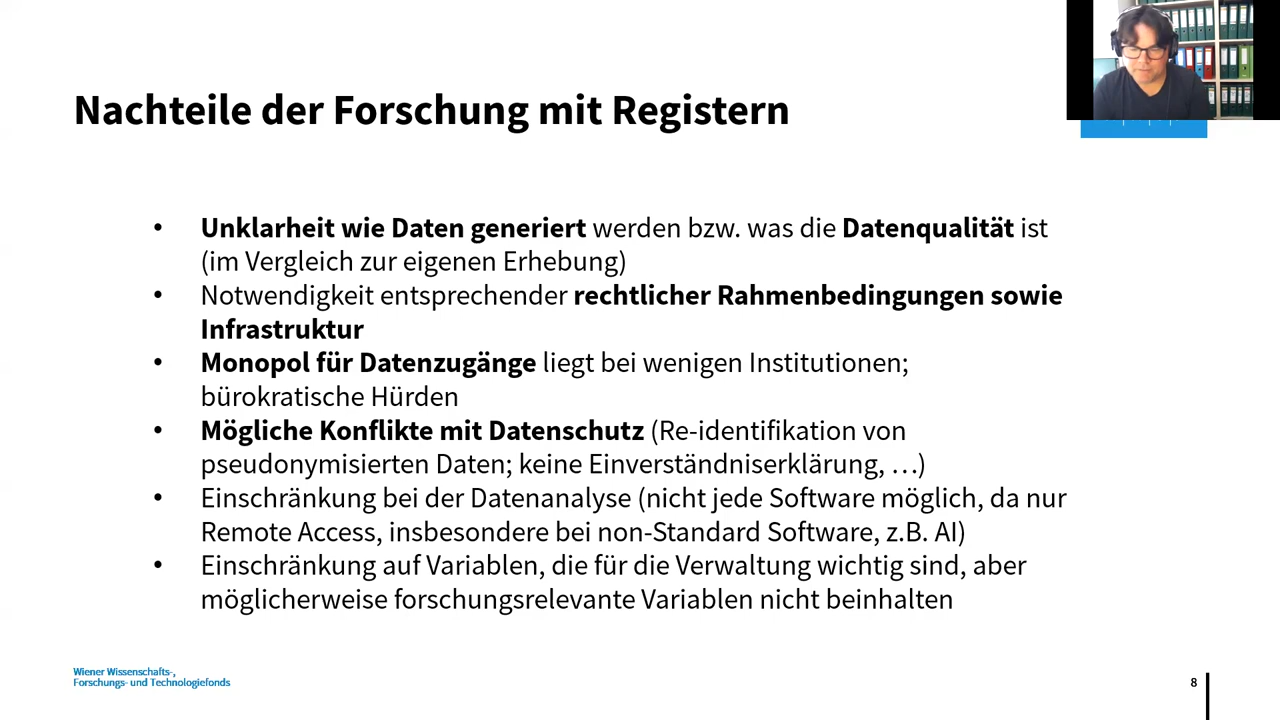 Nachteile der Forschung mit Registern
• Unklarheit wie Daten generiert werden bzw. was die Datenqualität ist
(im Vergleich zur eigenen Erhebung)
• Notwendigkeit entsprechender rechtlicher Rahmenbedingungen sowie
Infrastruktur
• Monopol für Datenzugänge liegt bei wenigen Institutionen;
bürokratische Hürden
• Mögliche Konflikte mit Datenschutz (Re-identifikation von
pseudonymisierten Daten; keine Einverständniserklärung, …)
• Einschränkung bei der Datenanalyse (nicht jede Software möglich, da nur
Remote Access, insbesondere bei non-Standard Software, z.B. AI)
• Einschränkung auf Variablen, die für die Verwaltung wichtig sind, aber
möglicherweise forschungsrelevante Variablen nicht beinhalten
Wiener Wissenschafts-,
Forschungs- und Technologiefonds
8